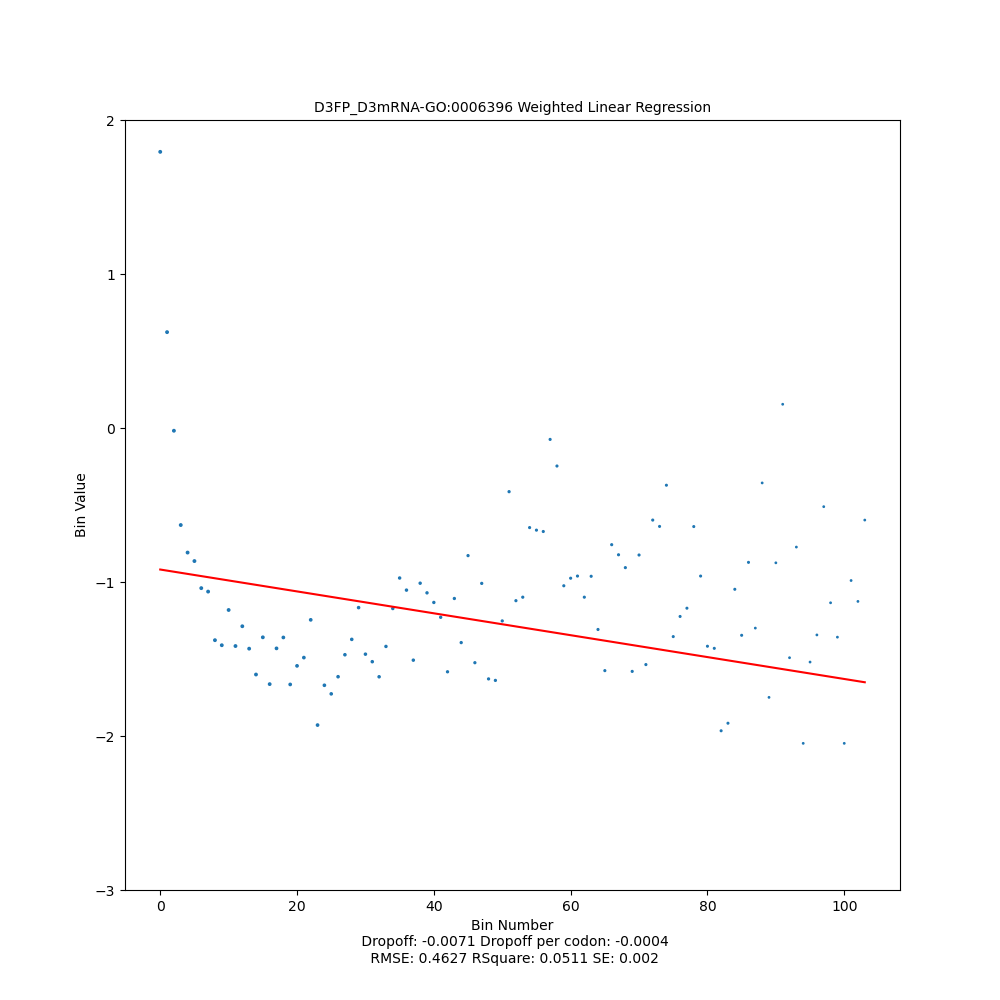 D3FP_D3mRNA-GO:0006396 Weighted Linear Regression
2
1
0
−1
−2
−3
Bin Value
0 20 40 60 80 100
Bin Number
Dropoff: -0.0071 Dropoff per codon: -0.0004
RMSE: 0.4627 RSquare: 0.0511 SE: 0.002